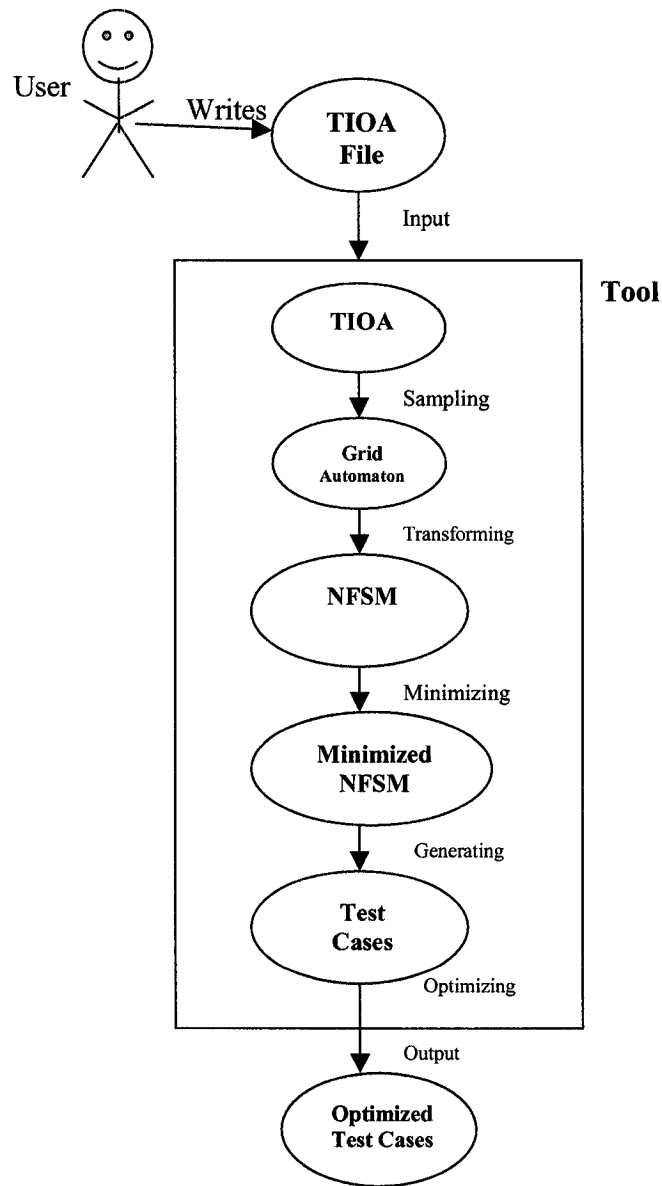 User
Writes
TIOA
File
Input
Tool
TIOA
Sampling
Grid
Automaton
Transforming
NFSM
Minimizing
Minimized
NFSM
Generating
Test
Cases
Optimizing
Output
Optimized
Test Cases